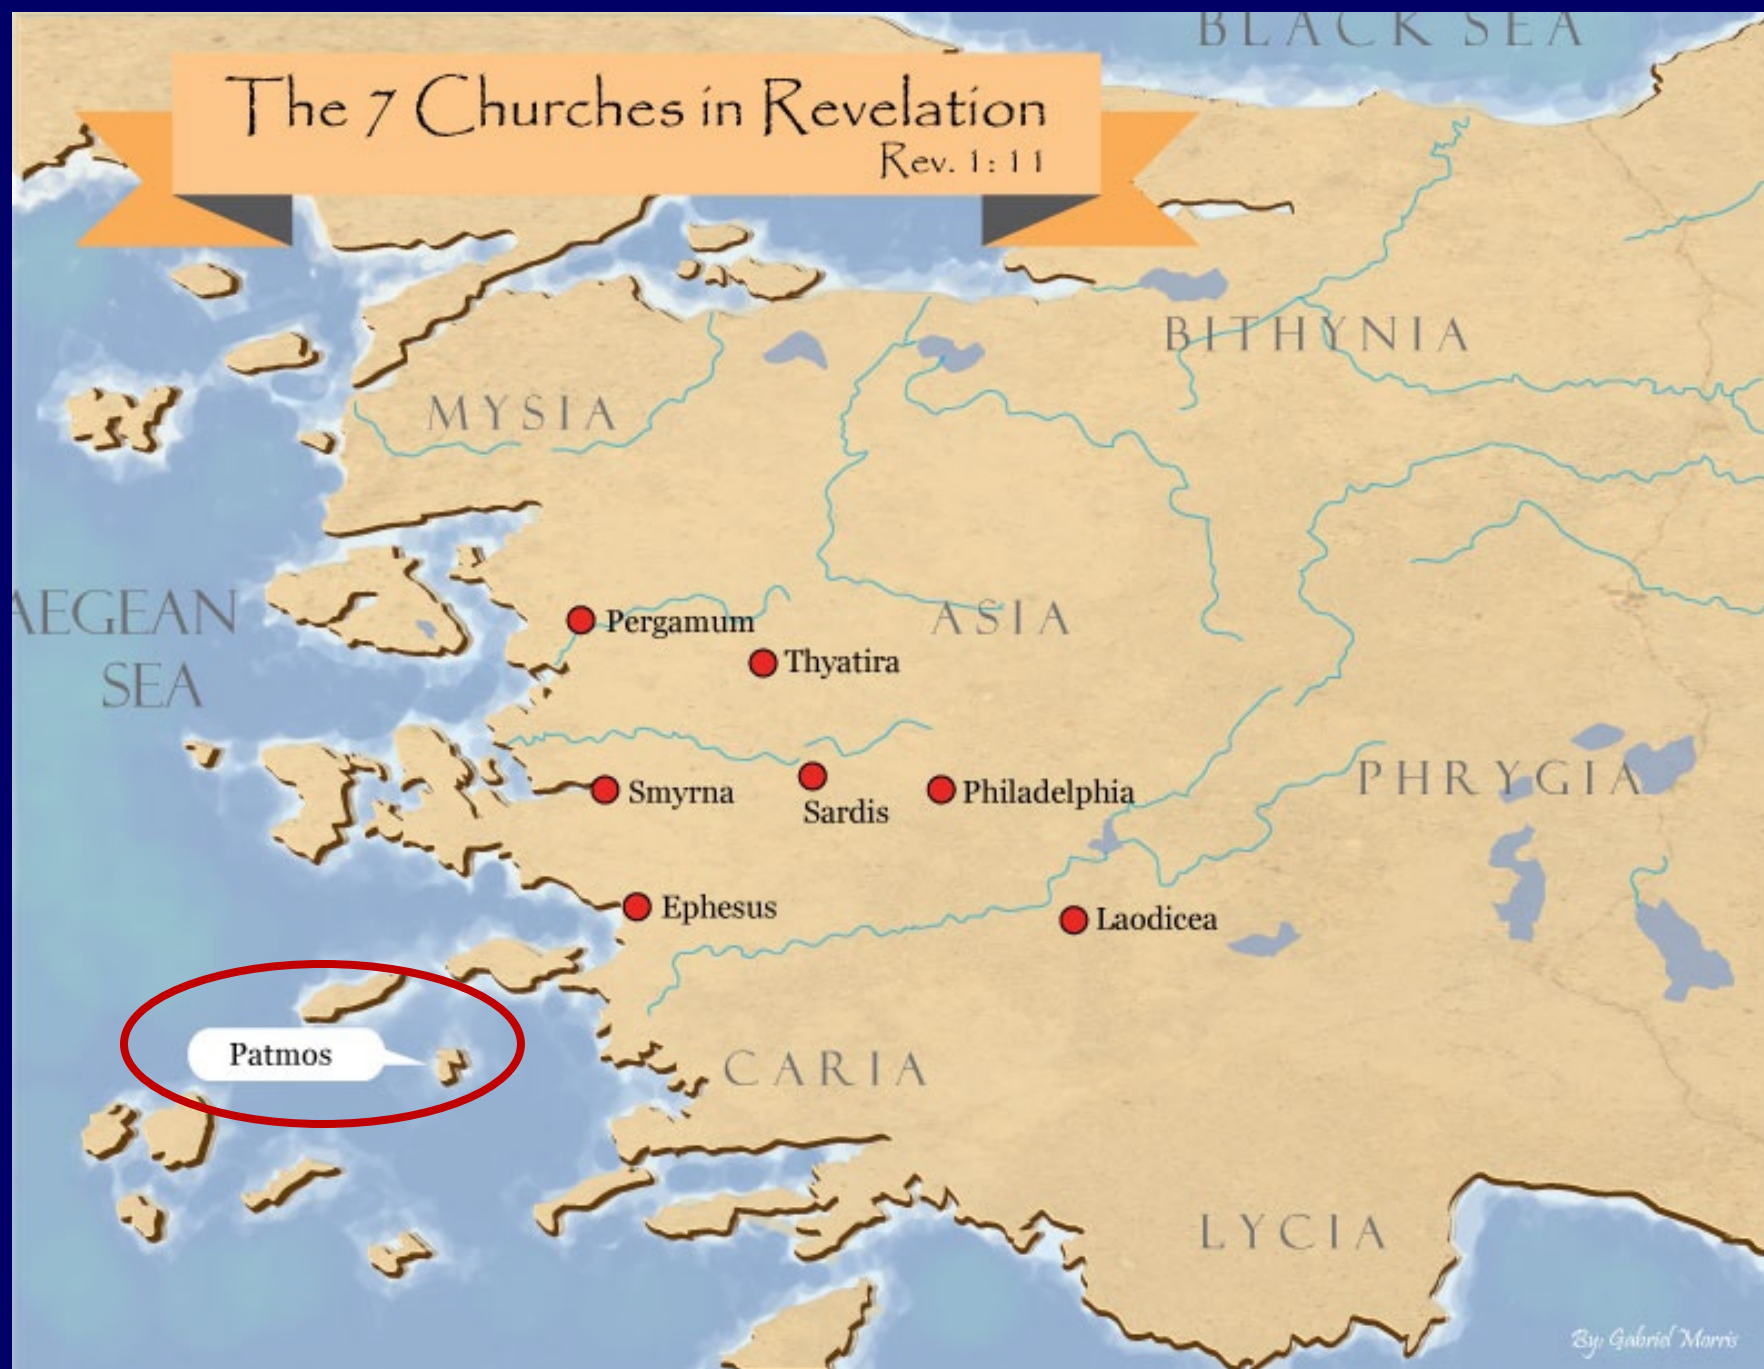 BLACK SEA
The 7 Churches in Revelation
Rev. 1:11
BITHYNIA
MYSIA
AEGEAN
SEA
Pergamum
ASIA
Thyatira
PHRYGIA
Smyrna
Sardis
Philadelphia
Ephesus
Laodicea
Patmos
CARIA
LYCIA
By: Gabriel Morris